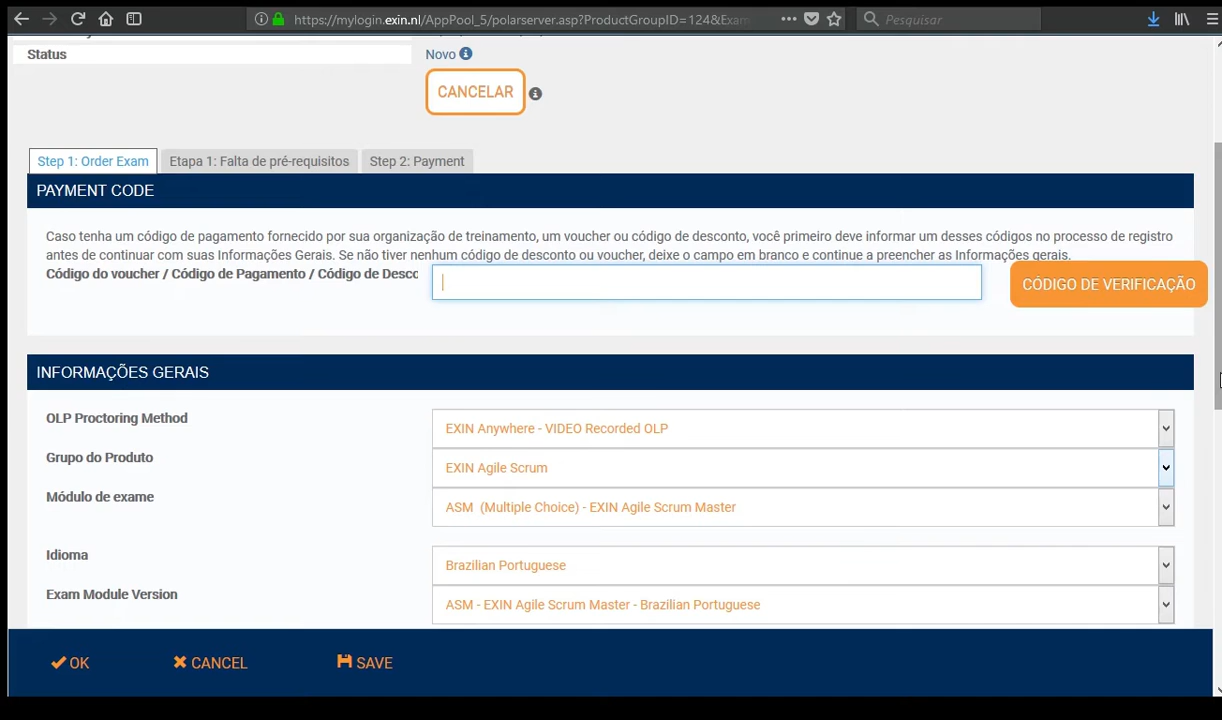 https://mylogin.exin.nl/AppPool_5/polarserver.asp?ProductGroupID=124&Exam
Pesquisar
Status
Novo
CANCELAR
Step 1: Order Exam
Etapa 1: Falta de pré-requisitos
Step 2: Payment
PAYMENT CODE
Caso tenha um código de pagamento fornecido por sua organização de treinamento, um voucher ou código de desconto, você primeiro deve informar um desses códigos no processo de registro
antes de continuar com suas Informações Gerais. Se não tiver nenhum código de desconto ou voucher, deixe o campo em branco e continue a preencher as Informações gerais.
Código do voucher / Código de Pagamento / Código de Desco
CÓDIGO DE VERIFICAÇÃO
INFORMAÇÕES GERAIS
OLP Proctoring Method
EXIN Anywhere - VIDEO Recorded OLP
Grupo do Produto
EXIN Agile Scrum
Módulo de exame
ASM (Multiple Choice) - EXIN Agile Scrum Master
Idioma
Brazilian Portuguese
Exam Module Version
ASM - EXIN Agile Scrum Master - Brazilian Portuguese
OK
CANCEL
SAVE